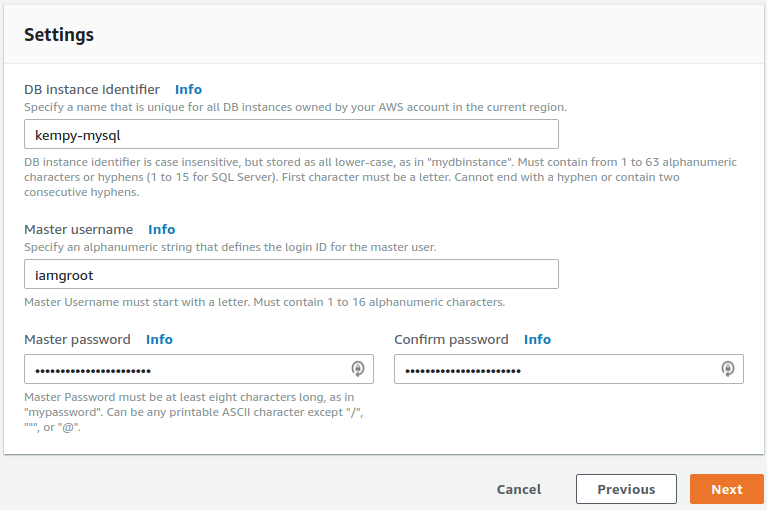 Settings
DB instance identifier Info
Specify a name that is unique for all DB instances owned by your AWS account in the current region.
kempy-mysql
DB instance identifier is case insensitive, but stored as all lower-case, as in "mydbinstance". Must contain from 1 to 63 alphanumeric
characters or hyphens (1 to 15 for SQL Server). First character must be a letter. Cannot end with a hyphen or contain two
consecutive hyphens.
Master username Info
Specify an alphanumeric string that defines the login ID for the master user.
iamgroot
Master Username must start with a letter. Must contain 1 to 16 alphanumeric characters.
Master password Info
Confirm password Info
•••••••••••••••••••••••
•••••••••••••••••••••••
Master Password must be at least eight characters long, as in
"mypassword". Can be any printable ASCII character except "/",
""", or "@".
Cancel
Previous
Next